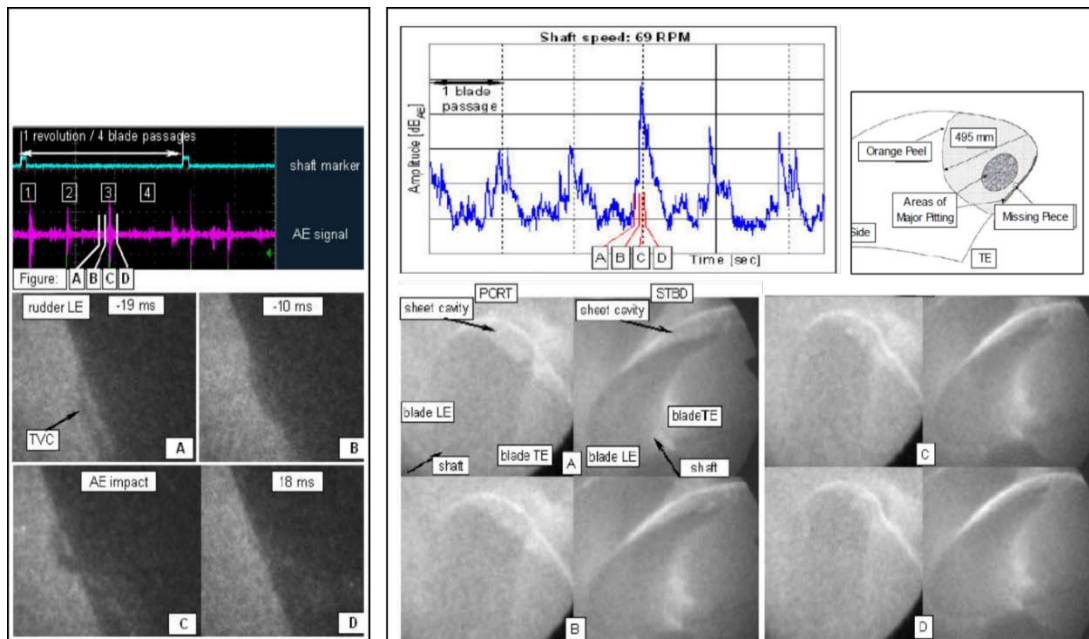 1 revolution / 4 blade passages
shaft marker
1 2 3 4
AE signal
Figure: A B C D
rudder LE -19 ms
TVC
A
-10 ms
B
AE impact
C
18 ms
D
Shaft speed: 69 RPM
1 blade
passage
Amplitude [dBAE]
A B C D
Time [sec]
Orange Peel
495 mm
Areas of
Major Pitting
Missing Piece
Side
TE
PORT STBD
sheet cavity sheet cavity
blade LE
blade TE
shaft
A
blade TE
blade LE
shaft
C
B
D